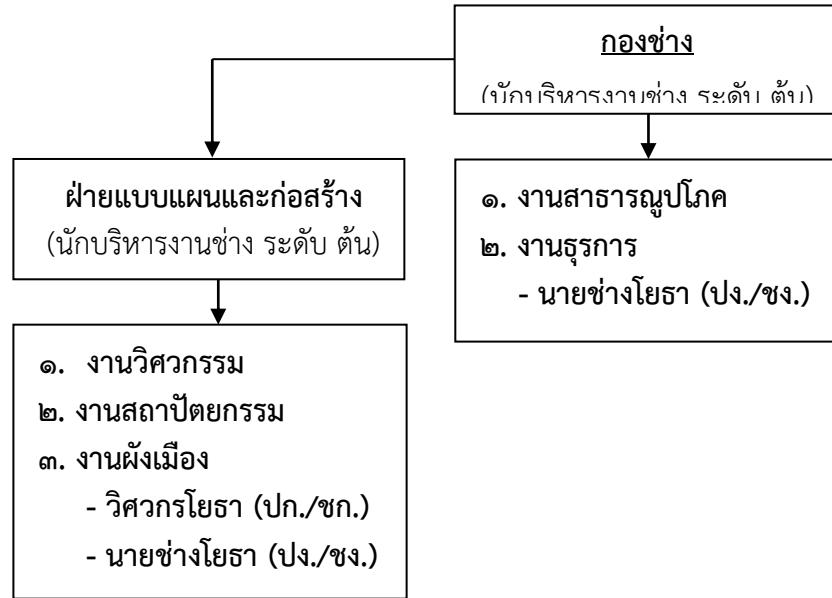 กองช่าง
(นักบริหารงานช่าง ระดับ ต้น)
ฝ่ายแบบแผนและก่อสร้าง
(นักบริหารงานช่าง ระดับ ต้น)
๑. งานสาธารณูปโภค
๒. งานธุรการ
- นายช่างโยธา (ปง./ชง.)
๑. งานวิศวกรรม
๒. งานสถาปัตยกรรม
๓. งานผังเมือง
- วิศวกรโยธา (ปก./ชก.)
- นายช่างโยธา (ปง./ชง.)